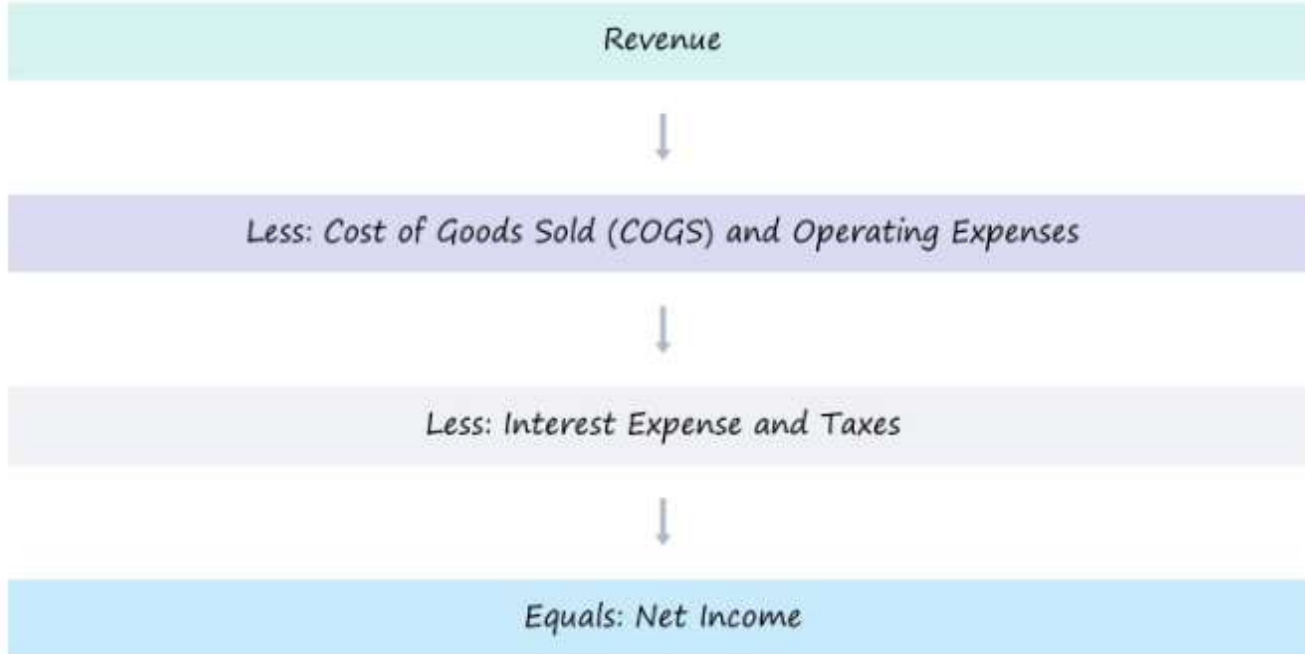 Revenue
Less: Cost of Goods Sold (COGS) and Operating Expenses
Less: Interest Expense and Taxes
Equals: Net Income